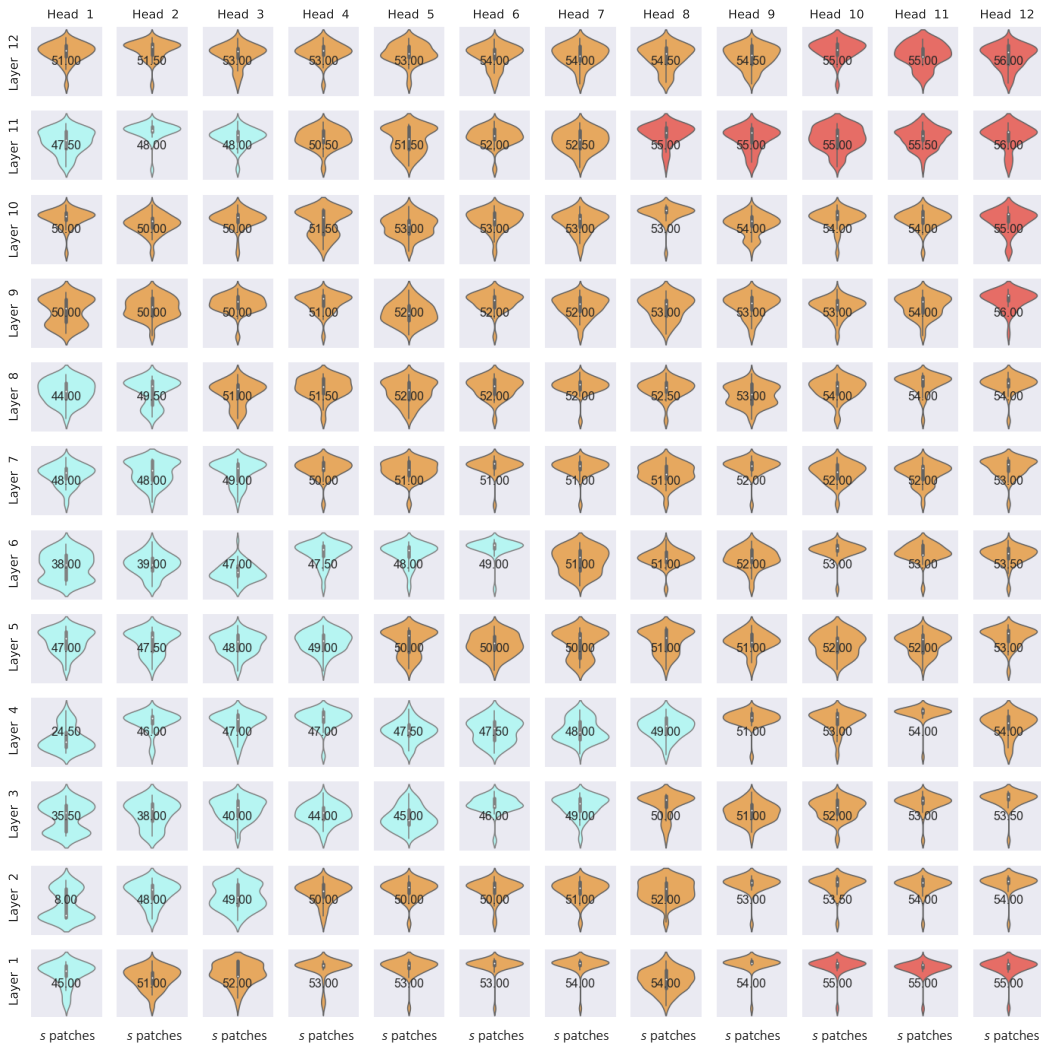 Head 1 Head 2 Head 3 Head 4 Head 5 Head 6 Head 7 Head 8 Head 9 Head 10 Head 11 Head 12
Layer 12 51.00 51.50 53.00 53.00 53.00 54.00 54.00 54.50 54.50 55.00 55.00 56.00
Layer 11 47.50 48.00 48.00 50.50 51.50 52.00 52.50 55.00 55.00 55.00 55.50 56.00
Layer 10 50.00 50.00 50.00 51.50 53.00 53.00 53.00 53.00 54.00 54.00 54.00 55.00
Layer 9 50.00 50.00 50.00 51.00 52.00 52.00 52.00 53.00 53.00 53.00 54.00 56.00
Layer 8 44.00 49.50 51.00 51.50 52.00 52.00 52.00 52.50 53.00 54.00 54.00 54.00
Layer 7 48.00 48.00 49.00 50.00 51.00 51.00 51.00 51.00 52.00 52.00 52.00 53.00
Layer 6 38.00 39.00 47.00 47.50 48.00 49.00 51.00 51.00 52.00 53.00 53.00 53.50
Layer 5 47.00 47.50 48.00 49.00 50.00 50.00 50.00 51.00 51.00 52.00 52.00 53.00
Layer 4 24.50 46.00 47.00 47.00 47.50 47.50 48.00 49.00 51.00 53.00 54.00 54.00
Layer 3 35.50 38.00 40.00 44.00 45.00 46.00 49.00 50.00 51.00 52.00 53.00 53.50
Layer 2 8.00 48.00 49.00 50.00 50.00 50.00 51.00 52.00 53.00 53.50 54.00 54.00
Layer 1 45.00 51.00 52.00 53.00 53.00 53.00 54.00 54.00 54.00 55.00 55.00 55.00
s patches s patches s patches s patches s patches s patches s patches s patches s patches s patches s patches s patches